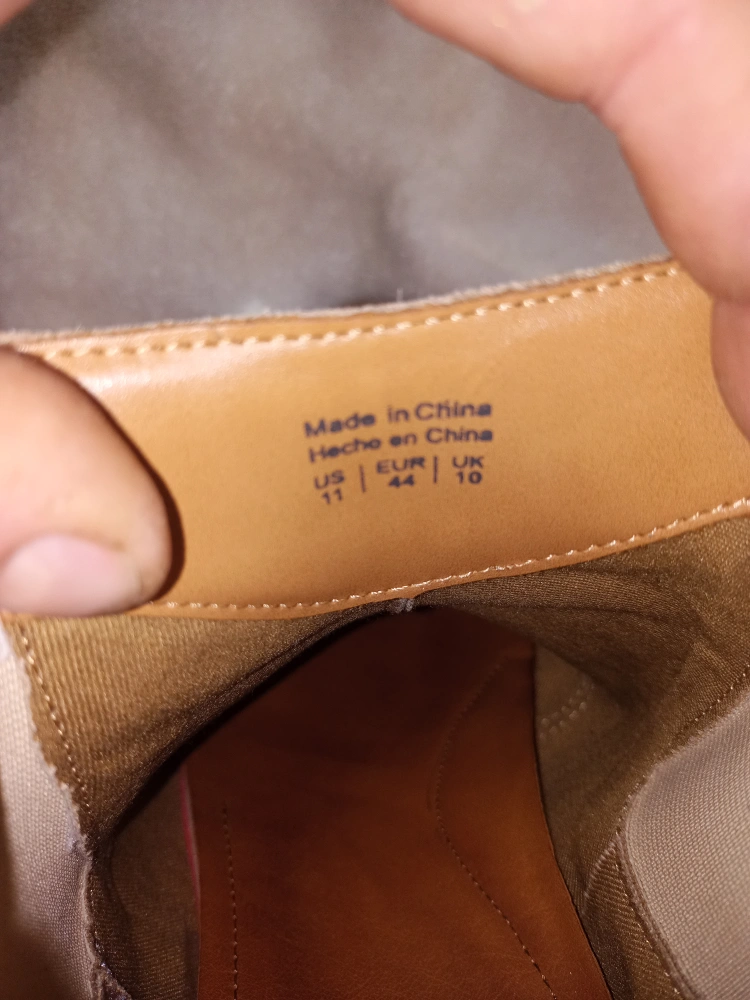 Made in China
Hecho en China
US | EUR | UK
11 44 10